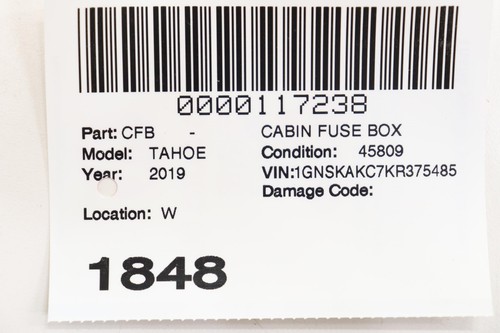 0000117238
Part: CFB - CABIN FUSE BOX
Model: TAHOE Condition: 45809
Year: 2019 VIN:1GNSKAKC7KR375485
Damage Code:
Location: W
1848